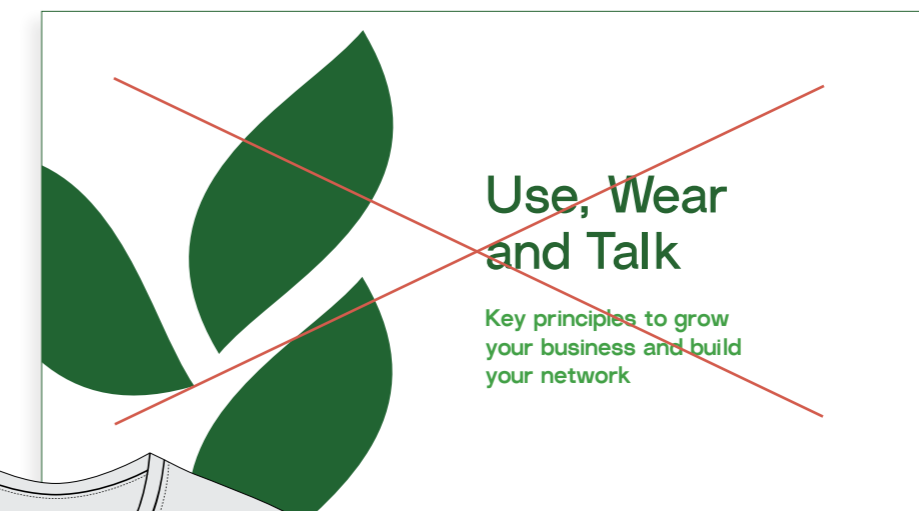 Use, Wear
and Talk
Key principles to grow
your business and build
your network